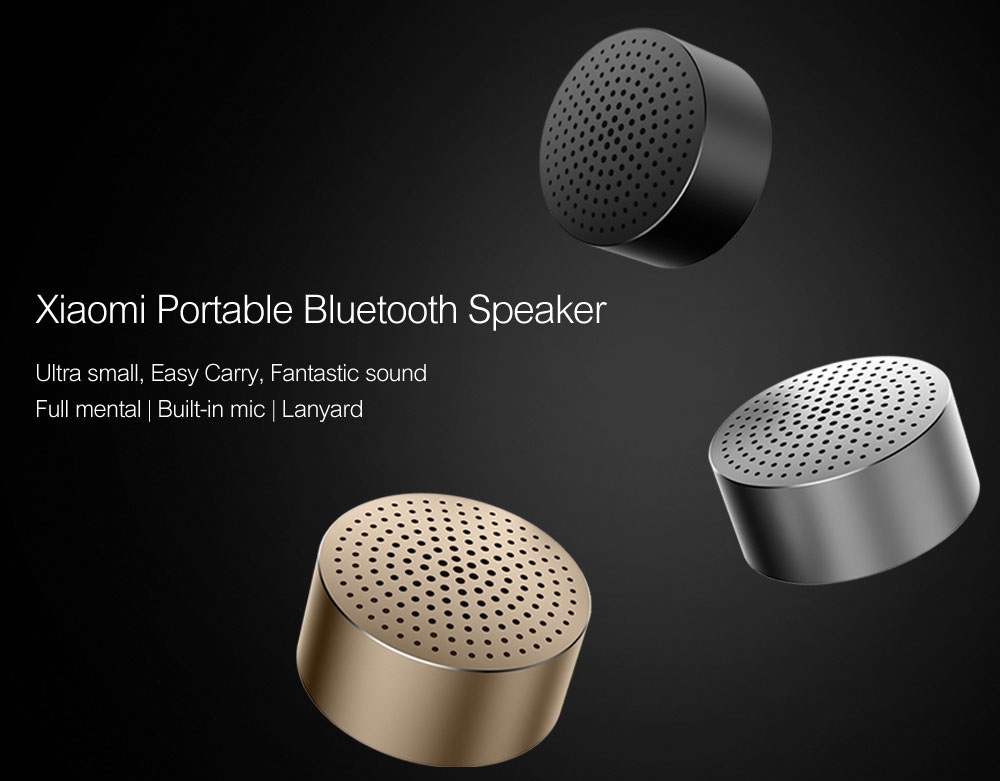 Xiaomi Portable Bluetooth Speaker
Ultra small, Easy Carry, Fantastic sound
Full mental | Built-in mic | Lanyard